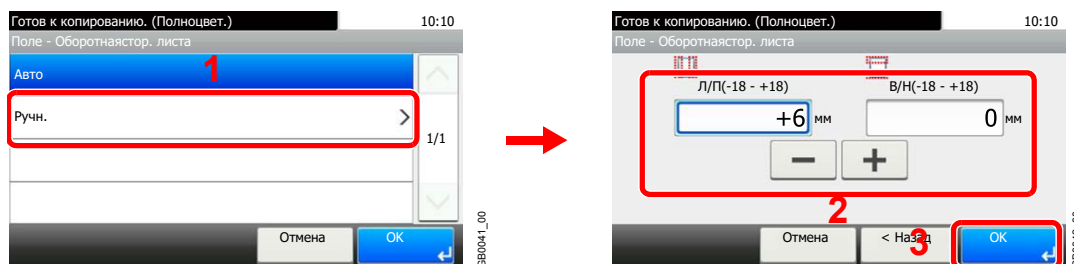 Готов к копированию. (Полноцвет.) 10:10
Поле - Оборотнаястор. листа
Авто
1
Ручн.
1/1
Отмена OK
GB0041_00
Готов к копированию. (Полноцвет.) 10:10
Поле - Оборотнаястор. листа
Л/П(-18 - +18) В/Н(-18 - +18)
+6 мм 0 мм
2
Отмена < Назад OK
3